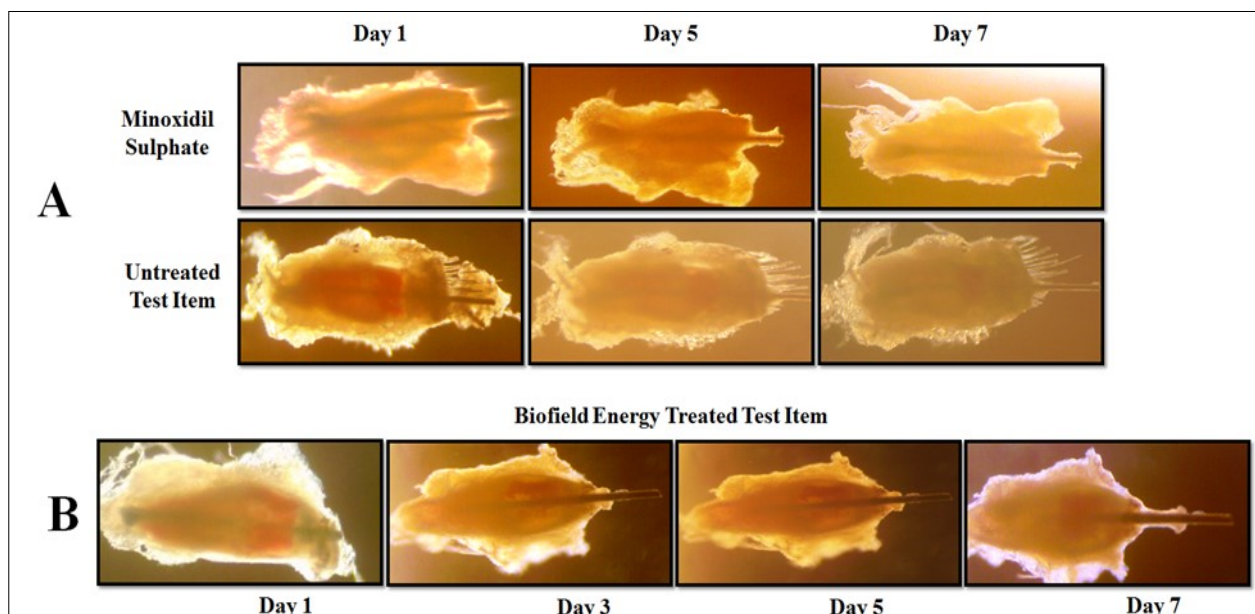 Day 1 Day 5 Day 7
Minoxidil
Sulphate
A
Untreated
Test Item
Biofield Energy Treated Test Item
B
Day 1 Day 3 Day 5 Day 7